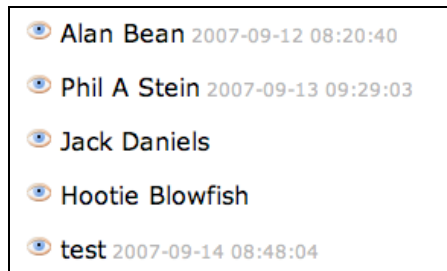 Alan Bean 2007-09-12 08:20:40
Phil A Stein 2007-09-13 09:29:03
Jack Daniels
Hootie Blowfish
test 2007-09-14 08:48:04